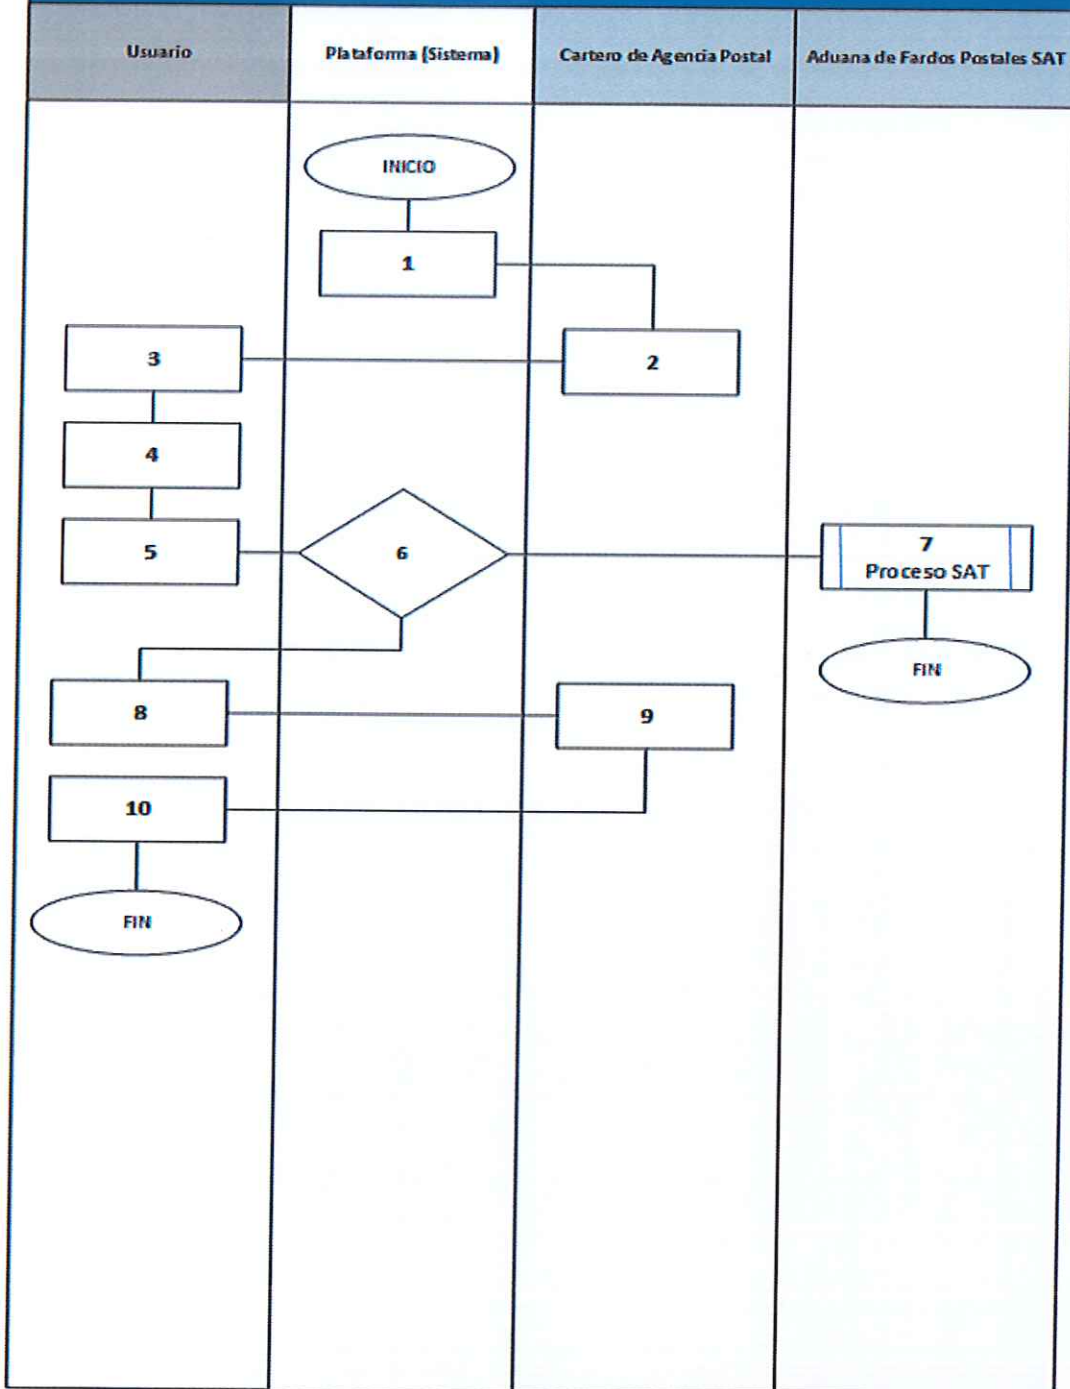 Usuario
Plataforma (Sistema)
Cartero de Agencia Postal
Aduana de Fardos Postales SAT
INICIO
1
3
2
4
5
6
7
Proceso SAT
FIN
8
9
10
FIN